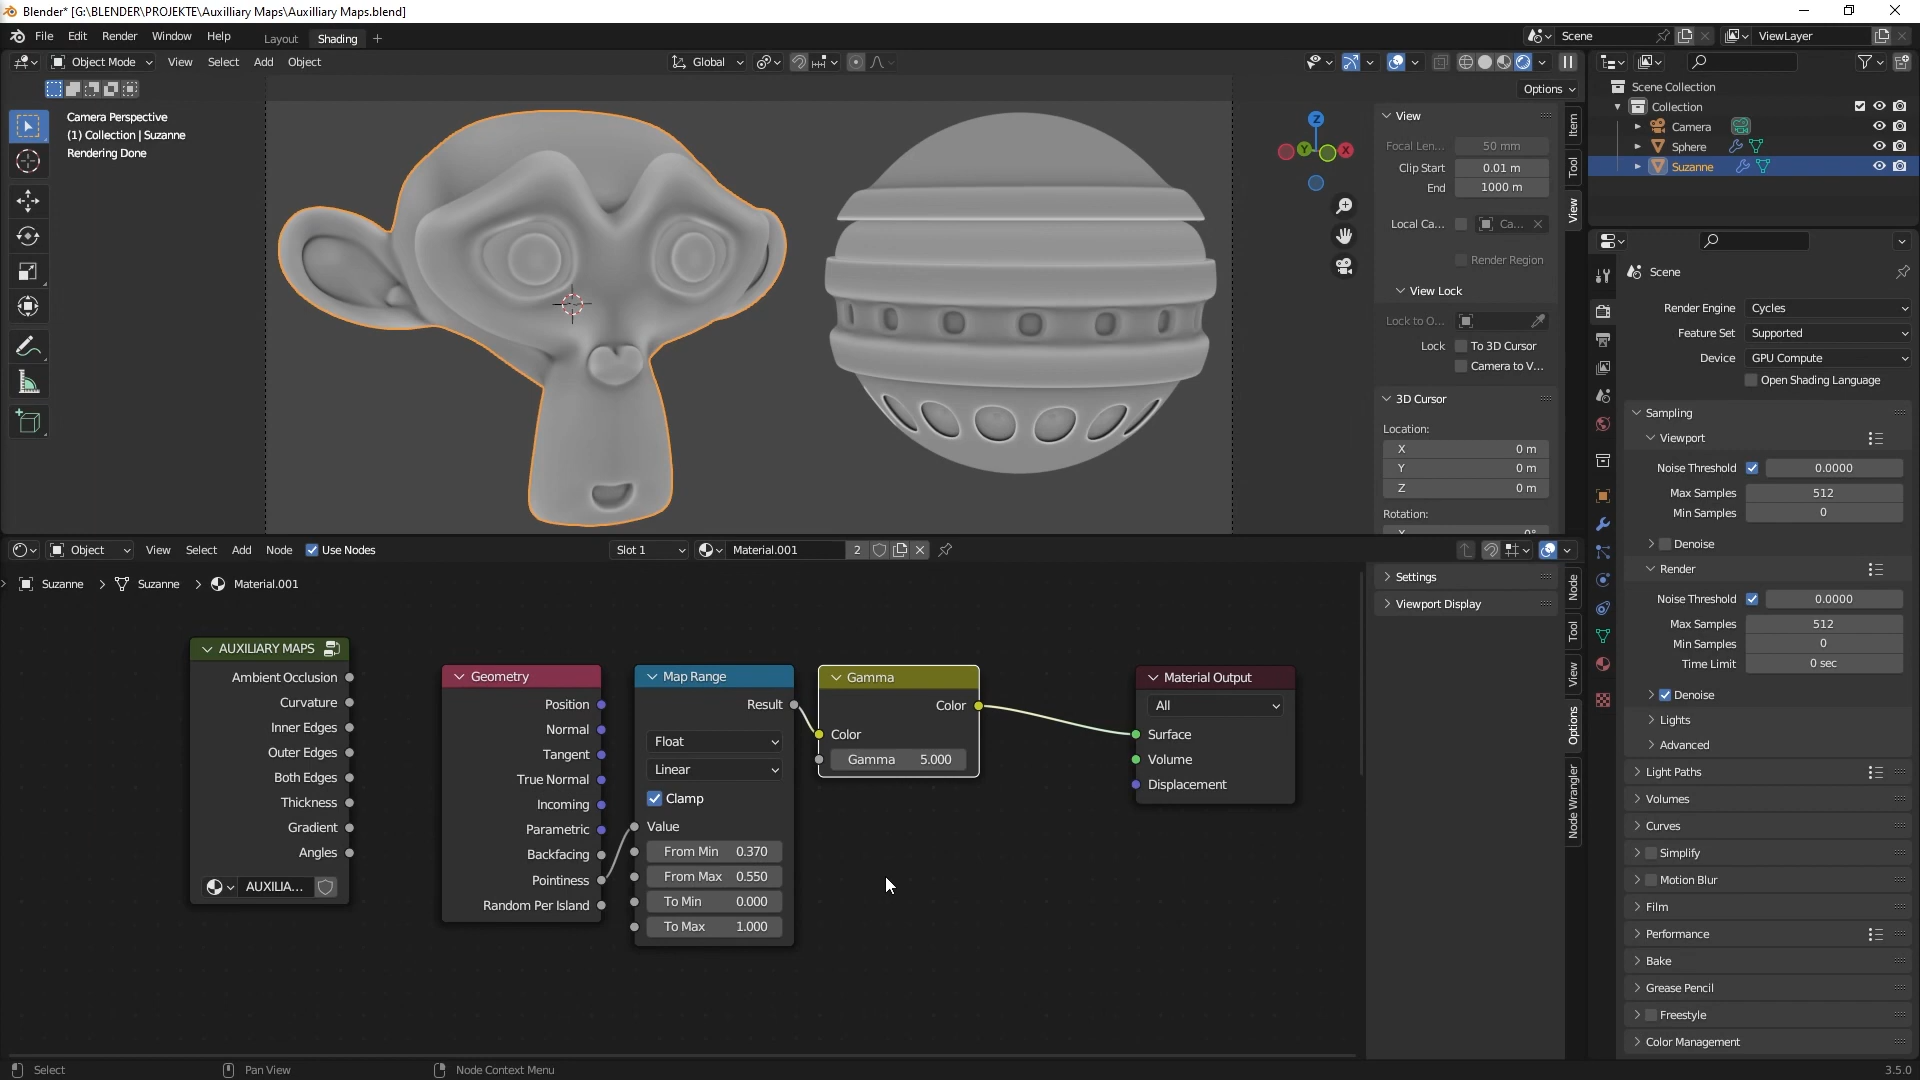 Blender* [G:\BLENDER\PROJEKTE\Auxilliary Maps\Auxilliary Maps.blend]
File Edit Render Window Help Layout Shading +
Scene ViewLayer
Object Mode View Select Add Object Global
Options
Camera Perspective
(1) Collection | Suzanne
Rendering Done
Z
Y X
View
Focal Len... 50 mm
Clip Start 0.01 m
End 1000 m
Local Ca... Ca...
Render Region
View Lock
Lock to O...
Lock To 3D Cursor
Camera to V...
3D Cursor
Location:
X 0 m
Y 0 m
Z 0 m
Rotation:
X 0°
Item
Tool
View
Scene Collection
Collection
Camera
Sphere
Suzanne
Scene
Render Engine Cycles
Feature Set Supported
Device GPU Compute
Open Shading Language
Sampling
Viewport
Noise Threshold 0.0000
Max Samples 512
Min Samples 0
Denoise
Render
Noise Threshold 0.0000
Max Samples 512
Min Samples 0
Time Limit 0 sec
Denoise
Lights
Advanced
Light Paths
Volumes
Curves
Simplify
Motion Blur
Film
Performance
Bake
Grease Pencil
Freestyle
Color Management
Object View Select Add Node Use Nodes Slot 1 Material.001 2
Suzanne > Suzanne > Material.001
Settings
Viewport Display
Node
Tool
View
Options
Node Wrangler
AUXILIARY MAPS
Ambient Occlusion
Curvature
Inner Edges
Outer Edges
Both Edges
Thickness
Gradient
Angles
AUXILIA...
Geometry
Position
Normal
Tangent
True Normal
Incoming
Parametric
Backfacing
Pointiness
Random Per Island
Map Range
Result
Float
Linear
Clamp
Value
From Min 0.370
From Max 0.550
To Min 0.000
To Max 1.000
Gamma
Color
Color
Gamma 5.000
Material Output
All
Surface
Volume
Displacement
Select Pan View Node Context Menu 3.5.0